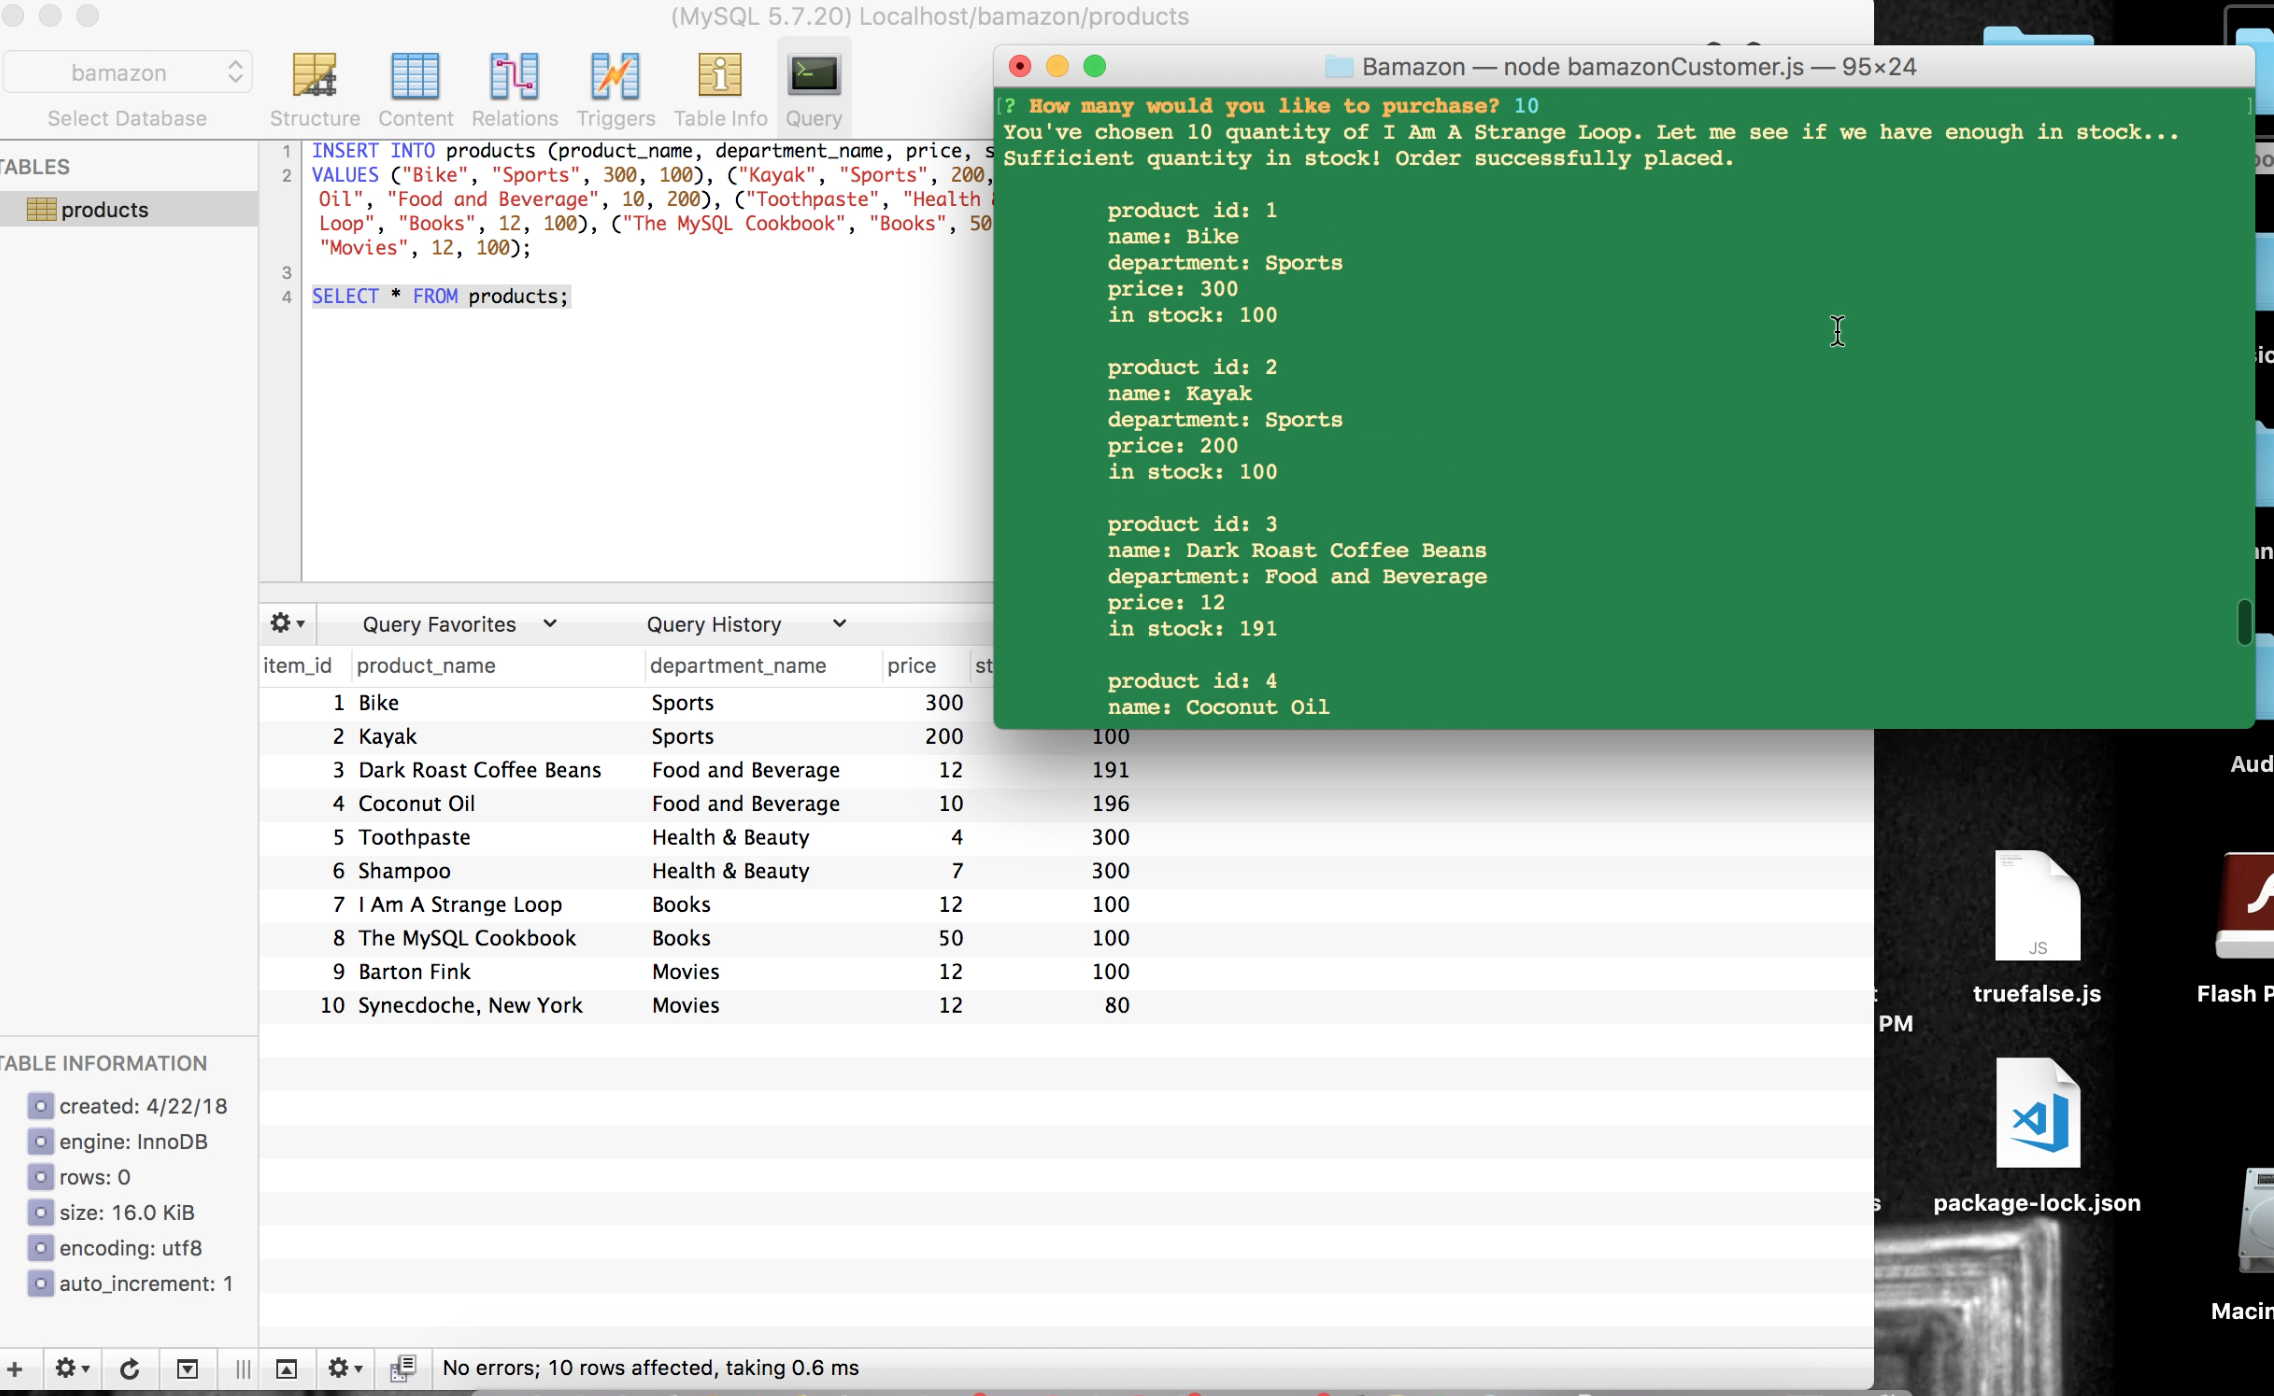 (MySQL 5.7.20) Localhost/bamazon/products
bamazon
Select Database
Structure Content Relations Triggers Table Info Query
TABLES
products
1 INSERT INTO products (product_name, department_name, price, s
2 VALUES ("Bike", "Sports", 300, 100), ("Kayak", "Sports", 200,
Oil", "Food and Beverage", 10, 200), ("Toothpaste", "Health
Loop", "Books", 12, 100), ("The MySQL Cookbook", "Books", 50
"Movies", 12, 100);
3
4 SELECT * FROM products;
Query Favorites Query History
item_id product_name department_name price st
1 Bike Sports 300
2 Kayak Sports 200 100
3 Dark Roast Coffee Beans Food and Beverage 12 191
4 Coconut Oil Food and Beverage 10 196
5 Toothpaste Health & Beauty 4 300
6 Shampoo Health & Beauty 7 300
7 I Am A Strange Loop Books 12 100
8 The MySQL Cookbook Books 50 100
9 Barton Fink Movies 12 100
10 Synecdoche, New York Movies 12 80
TABLE INFORMATION
created: 4/22/18
engine: InnoDB
rows: 0
size: 16.0 KiB
encoding: utf8
auto_increment: 1
No errors; 10 rows affected, taking 0.6 ms
Bamazon — node bamazonCustomer.js — 95×24
[? How many would you like to purchase? 10 ]
You've chosen 10 quantity of I Am A Strange Loop. Let me see if we have enough in stock...
Sufficient quantity in stock! Order successfully placed.
product id: 1
name: Bike
department: Sports
price: 300
in stock: 100
product id: 2
name: Kayak
department: Sports
price: 200
in stock: 100
product id: 3
name: Dark Roast Coffee Beans
department: Food and Beverage
price: 12
in stock: 191
product id: 4
name: Coconut Oil
Aud
JS
truefalse.js
Flash P
PM
package-lock.json
Macin